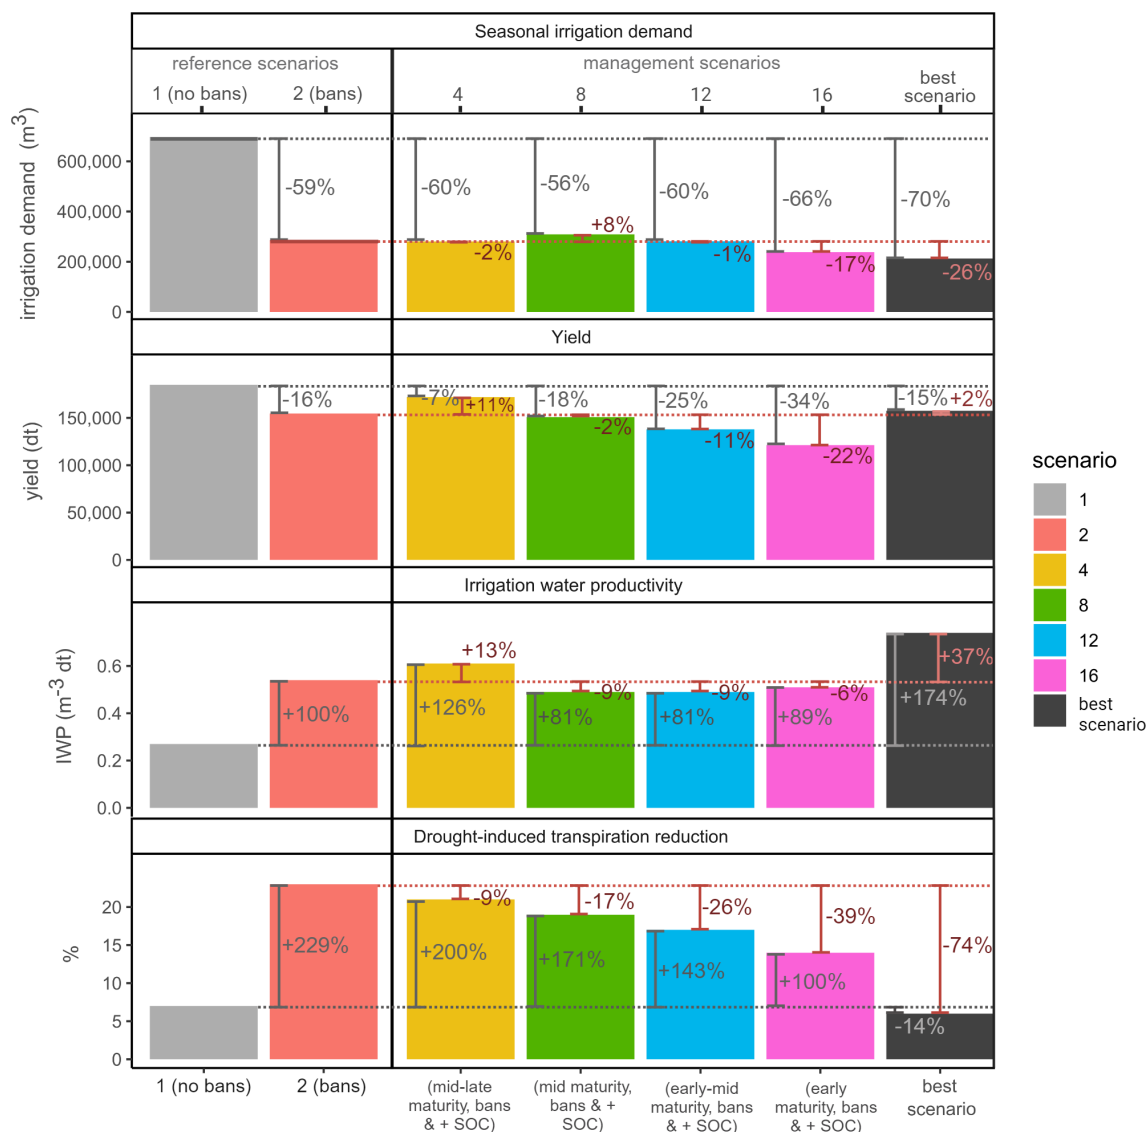 Seasonal irrigation demand
reference scenarios
management scenarios
1 (no bans)
2 (bans)
4
8
12
16
best
scenario
irrigation demand (m³)
600,000
400,000
200,000
0
-59%
-60%
-56%
-60%
-66%
-70%
-2%
+8%
-1%
-17%
-26%
Yield
yield (dt)
150,000
100,000
50,000
0
-16%
-7%
+11%
-18%
-2%
-25%
-11%
-34%
-22%
-15%
+2%
Irrigation water productivity
IWP (m⁻³ dt)
0.6
0.4
0.2
0.0
+100%
+13%
+126%
-9%
+81%
-9%
+81%
-6%
+89%
+37%
+174%
Drought-induced transpiration reduction
%
20
15
10
5
0
+229%
-9%
+200%
-17%
+171%
-26%
+143%
-39%
+100%
-74%
-14%
1 (no bans)
2 (bans)
(mid-late
maturity, bans
& + SOC)
(mid maturity,
bans & +
SOC)
(early-mid
maturity, bans
& + SOC)
(early
maturity, bans
& + SOC)
best
scenario
scenario
1
2
4
8
12
16
best
scenario